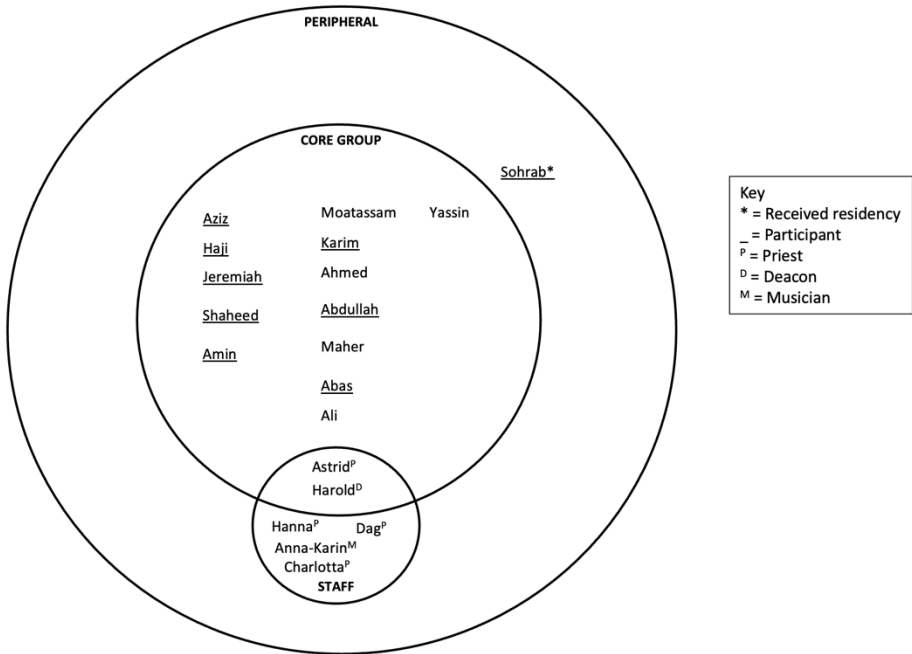 PERIPHERAL
CORE GROUP
Sohrab*
Aziz
Moatassam Yassin
Haji
Karim
Jeremiah
Ahmed
Shaheed
Abdullah
Amin
Maher
Abas
Ali
Astridᴾ
Haroldᴰ
Hannaᴾ Dagᴾ
Anna-Karinᴹ
Charlottaᴾ
STAFF
Key
* = Received residency
_ = Participant
ᴾ = Priest
ᴰ = Deacon
ᴹ = Musician